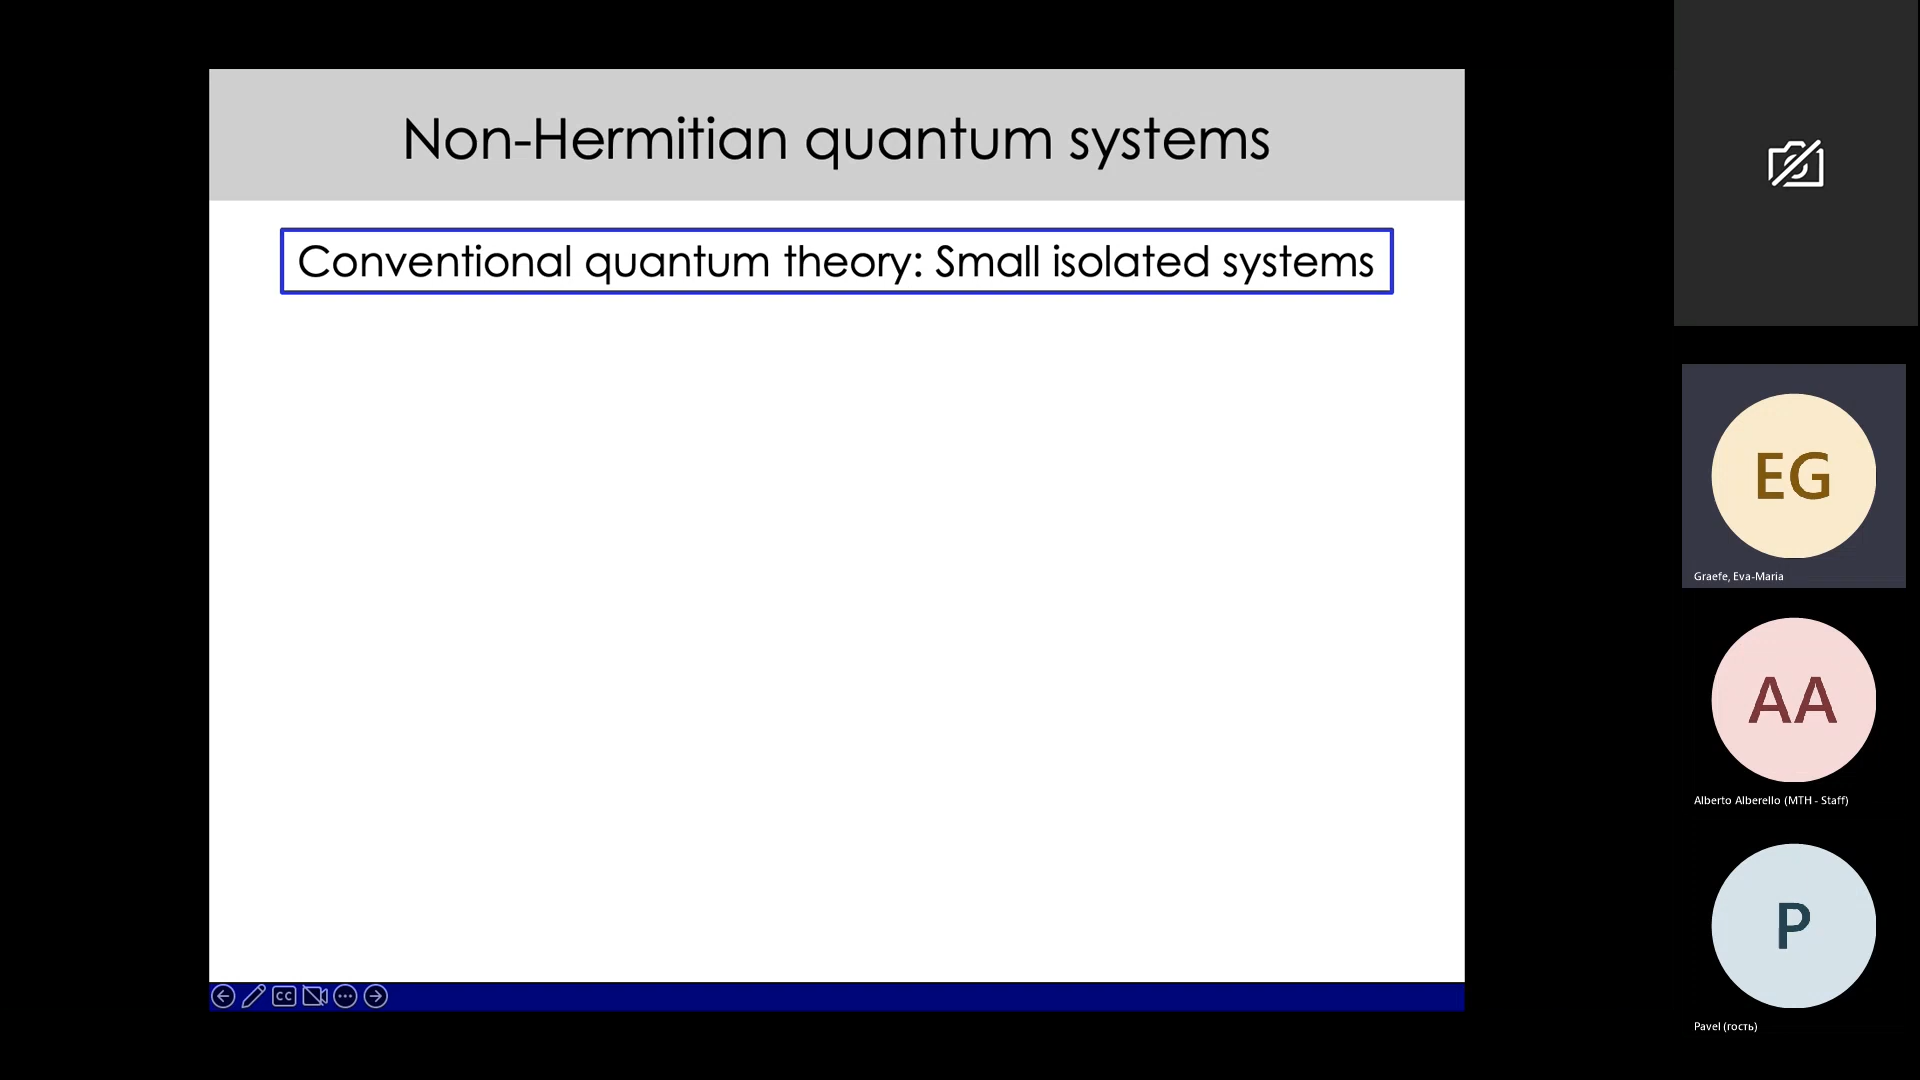 Non-Hermitian quantum systems
Conventional quantum theory: Small isolated systems
CC
EG
Graefe, Eva-Maria
AA
Alberto Alberello (MTH - Staff)
P
Pavel (гость)